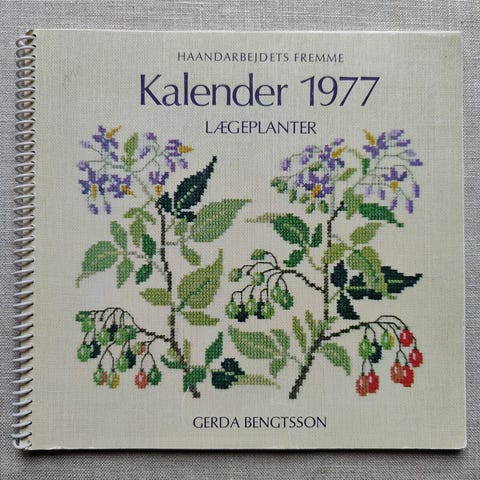 HAANDARBEJDETS FREMME
Kalender 1977
LÆGEPLANTER
GERDA BENGTSSON